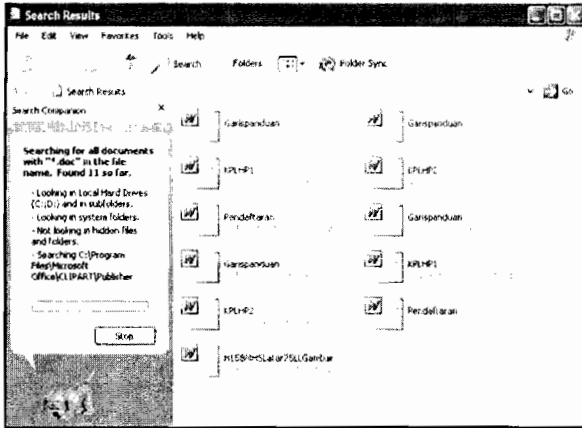 Search Results
File Edit View Favorites Tools Help
Search Folders Folder Sync
Search Results Go
Search Companion
Searching for all documents
with "*.doc" in the file
name. Found 11 so far.
- Looking in Local Hard Drives
(C:;D:) and in subfolders.
- Looking in system folders.
- Not looking in hidden files
and folders.
- Searching C:\Program
Files\Microsoft
Office\CLIPART\Publisher
Stop
Garispanduan Garispanduan
KPLHP1 KPLHP2
Pendaftaran Garispanduan
Garispanduan KPLHP1
KPLHP2 Pendaftaran